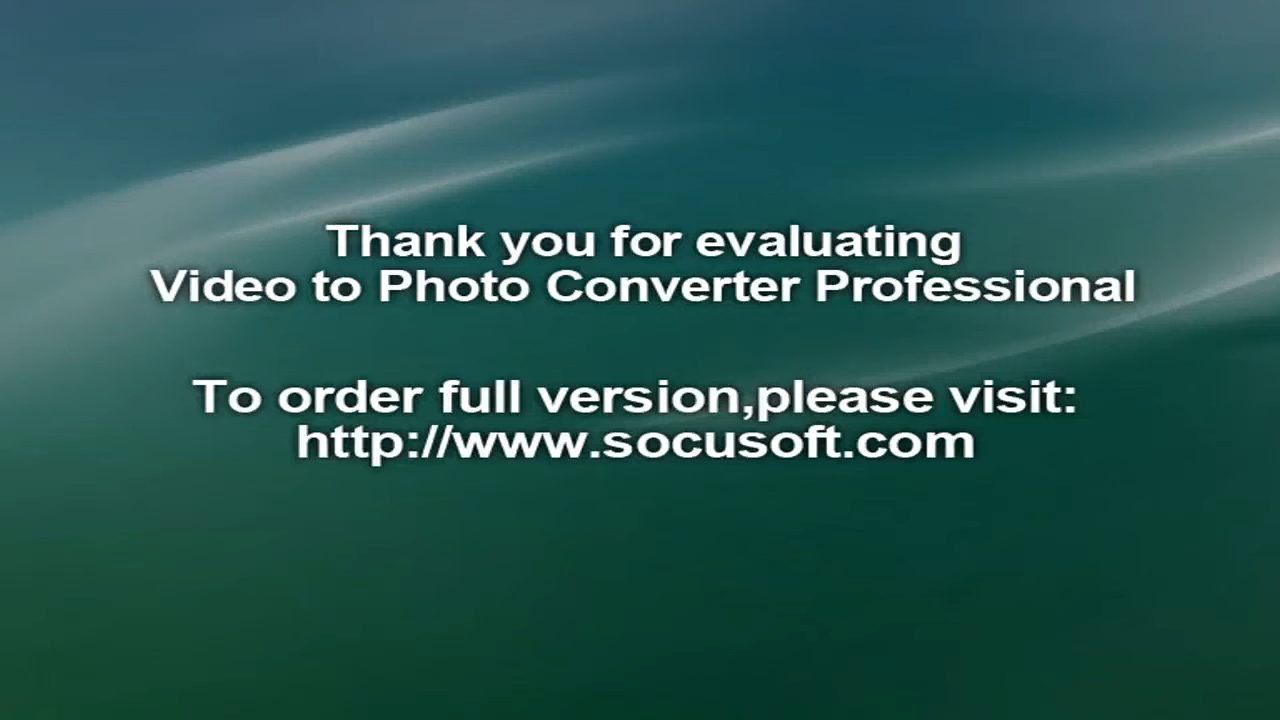 Thank you for evaluating
Video to Photo Converter Professional
To order full version,please visit:
http://www.socusoft.com